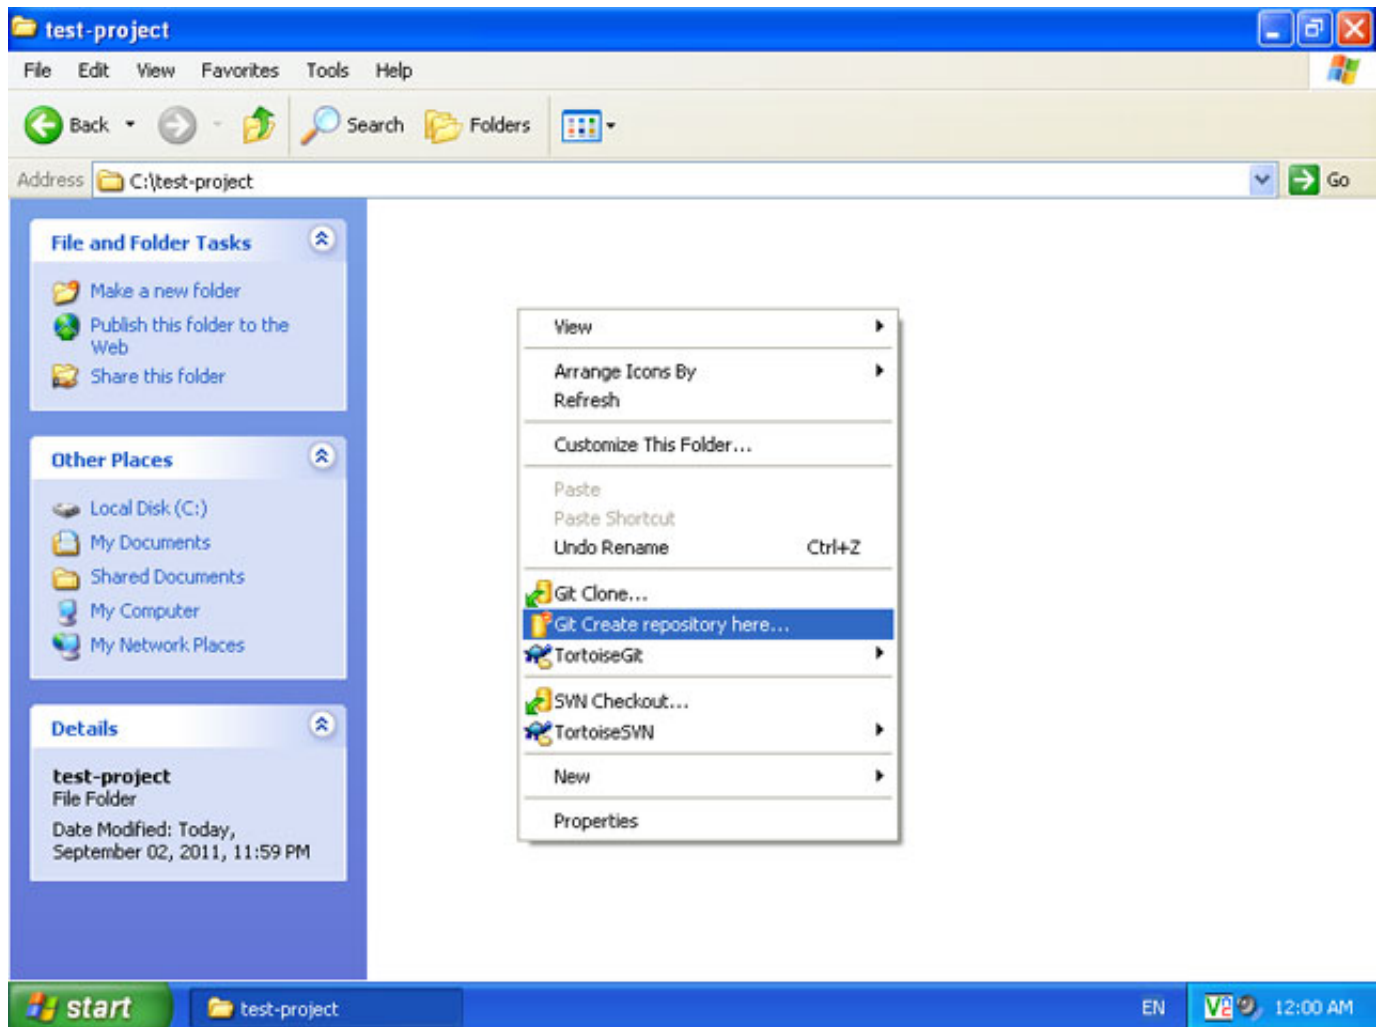 test-project
File Edit View Favorites Tools Help
Back Search Folders
Address C:\test-project Go
File and Folder Tasks
Make a new folder
Publish this folder to the
Web
Share this folder
Other Places
Local Disk (C:)
My Documents
Shared Documents
My Computer
My Network Places
Details
test-project
File Folder
Date Modified: Today,
September 02, 2011, 11:59 PM
View
Arrange Icons By
Refresh
Customize This Folder...
Paste
Paste Shortcut
Undo Rename Ctrl+Z
Git Clone...
Git Create repository here...
TortoiseGit
SVN Checkout...
TortoiseSVN
New
Properties
start test-project EN 12:00 AM